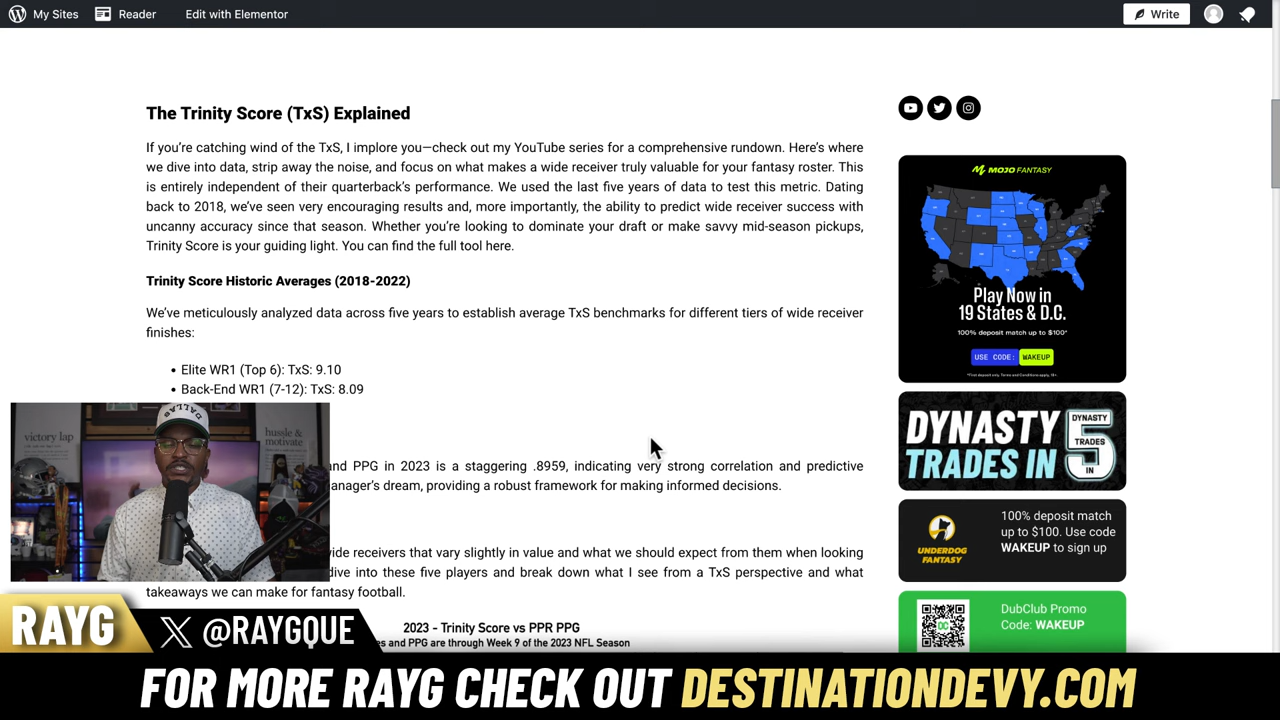 My Sites
Reader
Edit with Elementor
Write
The Trinity Score (TxS) Explained
If you’re catching wind of the TxS, I implore you—check out my YouTube series for a comprehensive rundown. Here’s where
we dive into data, strip away the noise, and focus on what makes a wide receiver truly valuable for your fantasy roster. This
is entirely independent of their quarterback’s performance. We used the last five years of data to test this metric. Dating
back to 2018, we’ve seen very encouraging results and, more importantly, the ability to predict wide receiver success with
uncanny accuracy since that season. Whether you’re looking to dominate your draft or make savvy mid-season pickups,
Trinity Score is your guiding light. You can find the full tool here.
Trinity Score Historic Averages (2018-2022)
We’ve meticulously analyzed data across five years to establish average TxS benchmarks for different tiers of wide receiver
finishes:
• Elite WR1 (Top 6): TxS: 9.10
• Back-End WR1 (7-12): TxS: 8.09
and PPG in 2023 is a staggering .8959, indicating very strong correlation and predictive
anager’s dream, providing a robust framework for making informed decisions.
wide receivers that vary slightly in value and what we should expect from them when looking
dive into these five players and break down what I see from a TxS perspective and what
takeaways we can make for fantasy football.
2023 - Trinity Score vs PPR PPG
es and PPG are through Week 9 of the 2023 NFL Season
MOJO FANTASY
Play Now in
19 States & D.C.
100% deposit match up to $100*
USE CODE: WAKEUP
DYNASTY
TRADES IN
DYNASTY
TRADES IN
5
UNDERDOG
FANTASY
100% deposit match
up to $100. Use code
WAKEUP to sign up
DubClub Promo
Code: WAKEUP
victory lap
hustle &
motivate
DALLAS
RAYG
X @RAYGQUE
FOR MORE RAYG CHECK OUT DESTINATIONDEVY.COM